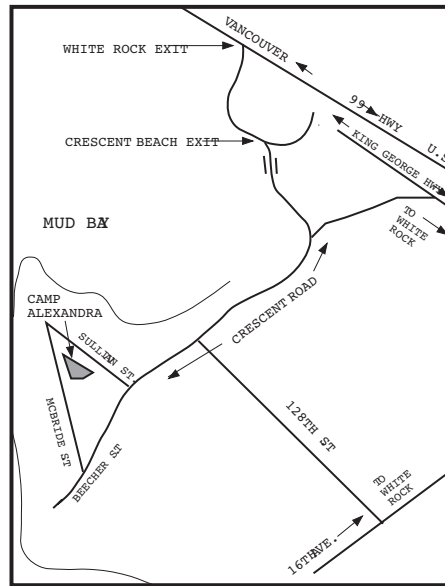 VANCOUVER
WHITE ROCK EXIT
99 HWY
U.S
KING GEORGE HWY
CRESCENT BEACH EXIT
TO
WHITE
ROCK
MUD BAY
CAMP
ALEXANDRA
SULLIAN ST.
CRESCENT ROAD
MCBRIDE ST
BEECHER ST
128TH ST
TO
WHITE
ROCK
16TH AVE.